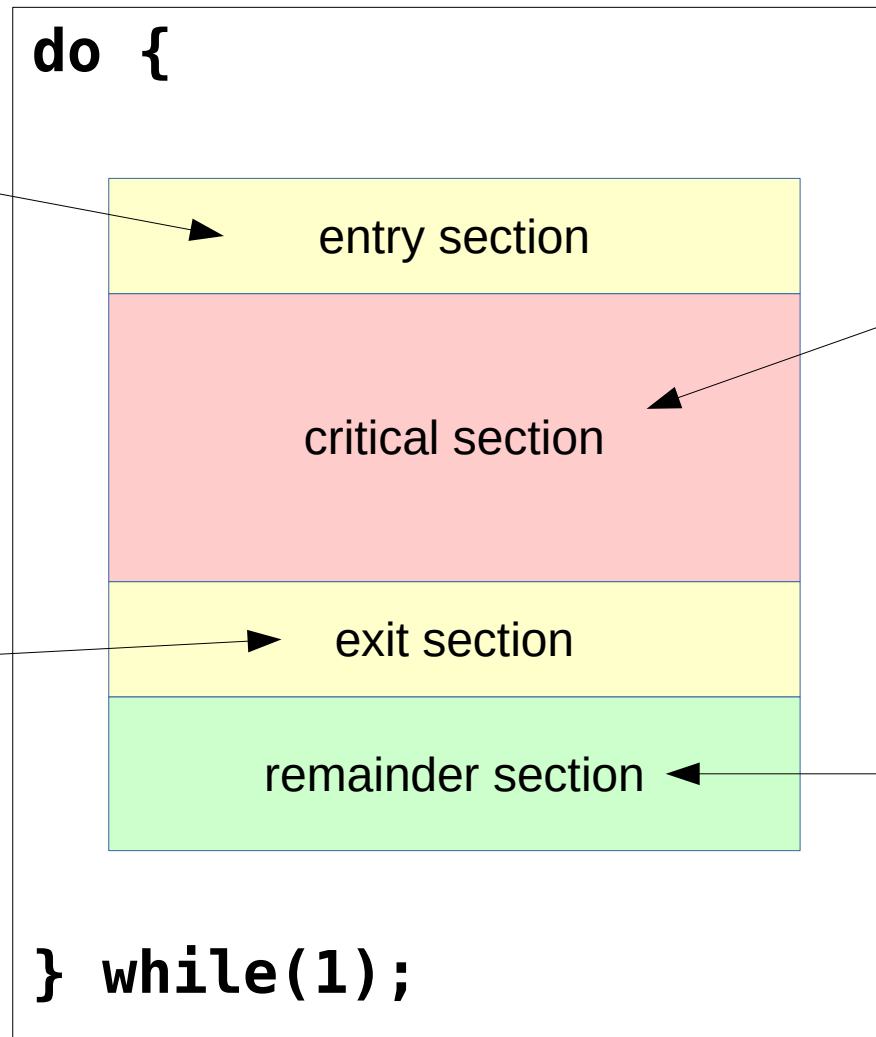 do {
entry section
critical section
exit section
remainder section
} while(1);